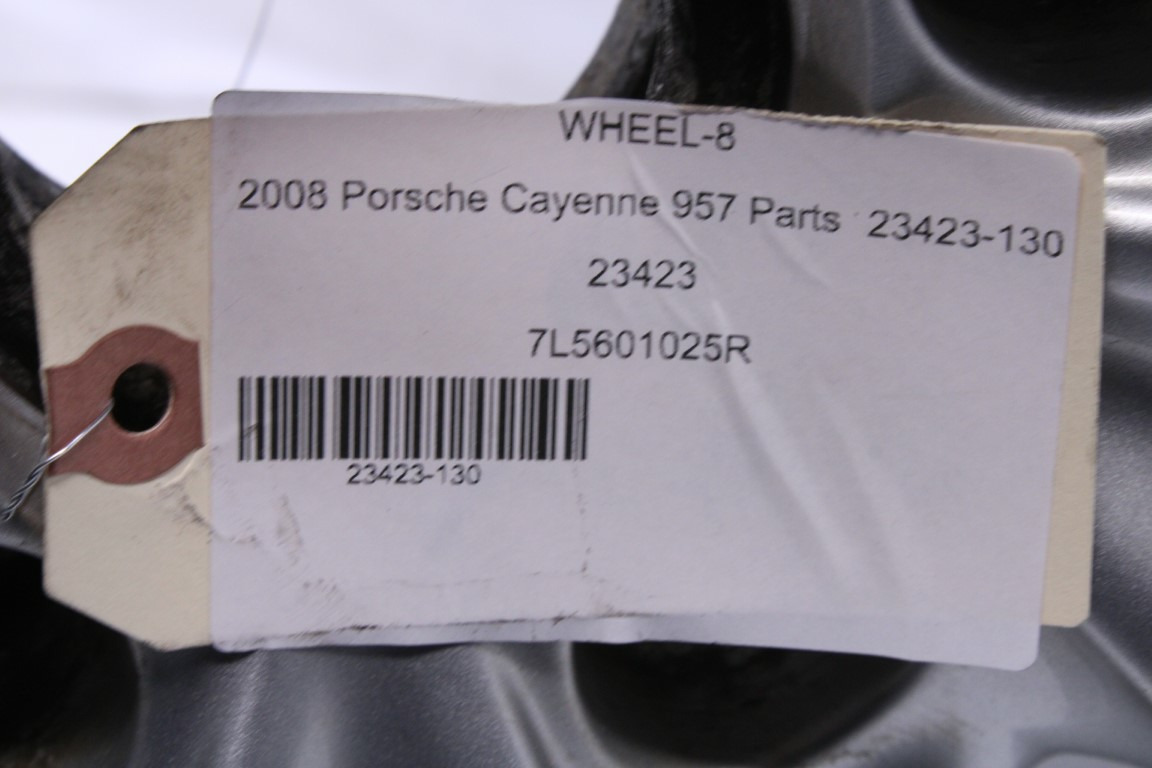 WHEEL-8
2008 Porsche Cayenne 957 Parts 23423-130
23423
7L5601025R
23423-130